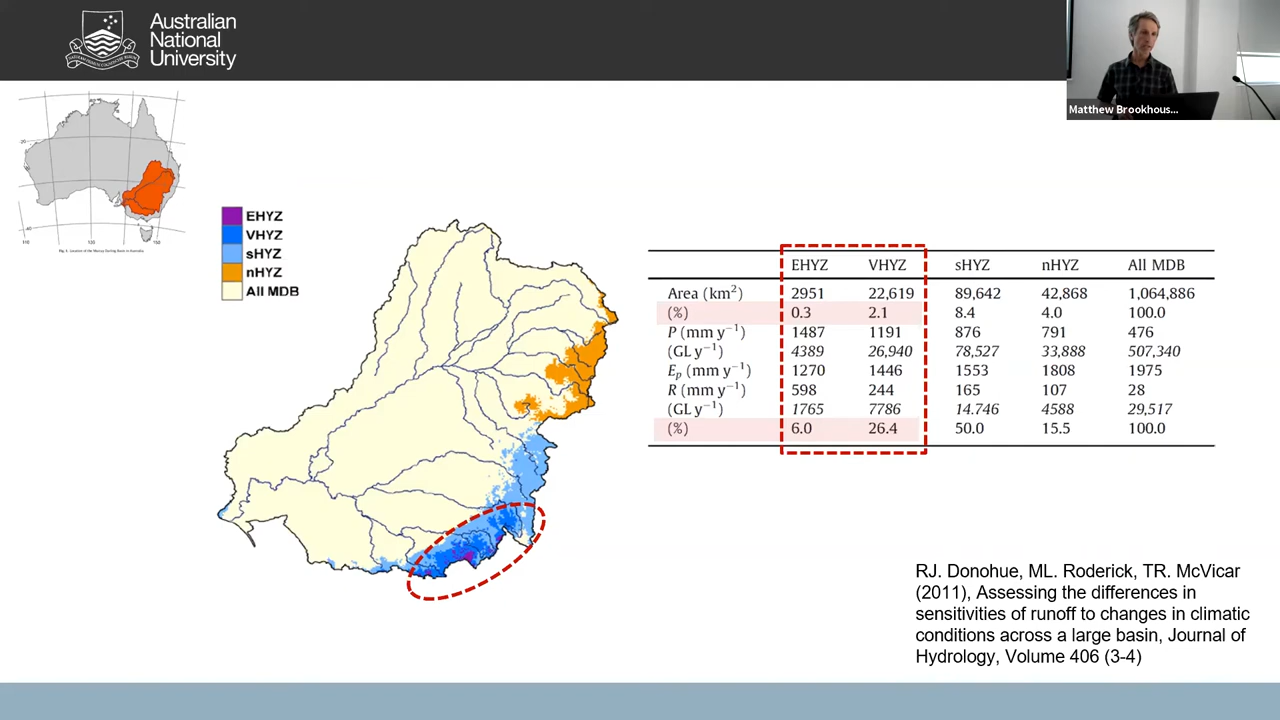 Australian
National
University
Matthew Brookhous...
EHYZ
VHYZ
sHYZ
nHYZ
All MDB
EHYZ VHYZ sHYZ nHYZ All MDB
Area (km²) 2951 22,619 89,642 42,868 1,064,886
(%) 0.3 2.1 8.4 4.0 100.0
P (mm y⁻¹) 1487 1191 876 791 476
(GL y⁻¹) 4389 26,940 78,527 33,888 507,340
Eₚ (mm y⁻¹) 1270 1446 1553 1808 1975
R (mm y⁻¹) 598 244 165 107 28
(GL y⁻¹) 1765 7786 14.746 4588 29,517
(%) 6.0 26.4 50.0 15.5 100.0
RJ. Donohue, ML. Roderick, TR. McVicar
(2011), Assessing the differences in
sensitivities of runoff to changes in climatic
conditions across a large basin, Journal of
Hydrology, Volume 406 (3-4)